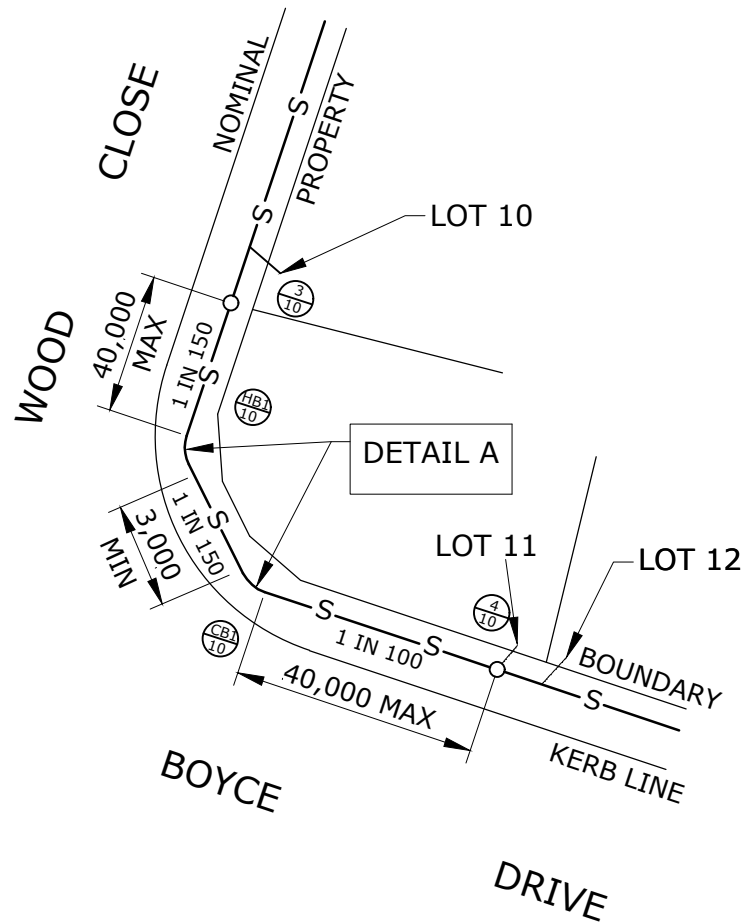 CLOSE
NOMINAL
PROPERTY
S
S
LOT 10
3
10
40,000
MAX
1 IN 150
S
WOOD
HB1
10
DETAIL A
3,000
MIN
1 IN 150
S
LOT 11
LOT 12
4
10
CB1
10
S
S
1 IN 100
S
BOUNDARY
40,000 MAX
KERB LINE
BOYCE
DRIVE